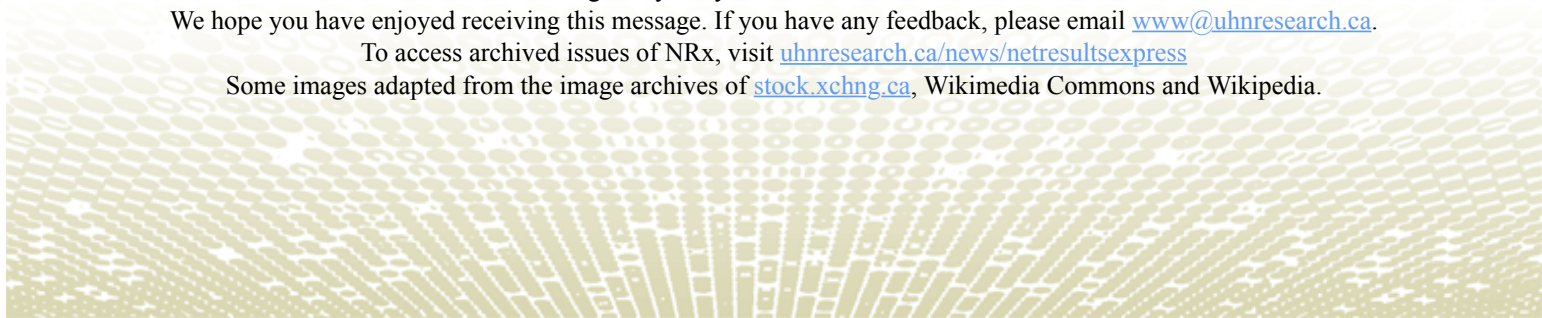 We hope you have enjoyed receiving this message. If you have any feedback, please email www@uhnresearch.ca.
To access archived issues of NRx, visit uhnresearch.ca/news/netresultsexpress
Some images adapted from the image archives of stock.xchng.ca, Wikimedia Commons and Wikipedia.